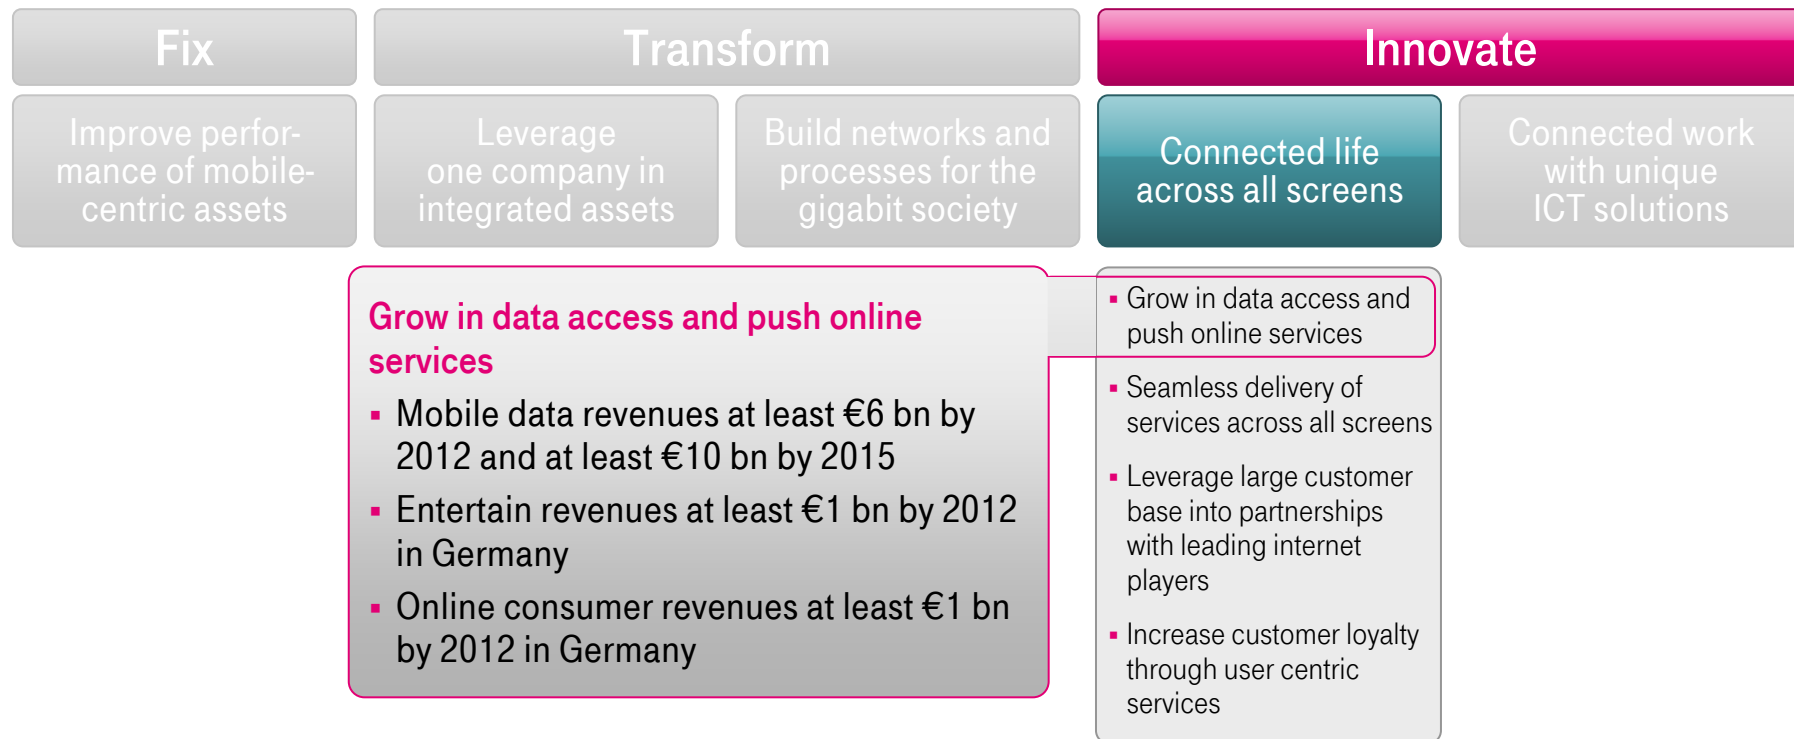 Fix
Transform
Innovate
Improve perfor-
mance of mobile-
centric assets
Leverage
one company in
integrated assets
Build networks and
processes for the
gigabit society
Connected life
across all screens
Connected work
with unique
ICT solutions
Grow in data access and push online
services
▪ Mobile data revenues at least €6 bn by
2012 and at least €10 bn by 2015
▪ Entertain revenues at least €1 bn by 2012
in Germany
▪ Online consumer revenues at least €1 bn
by 2012 in Germany
▪ Grow in data access and
push online services
▪ Seamless delivery of
services across all screens
▪ Leverage large customer
base into partnerships
with leading internet
players
▪ Increase customer loyalty
through user centric
services